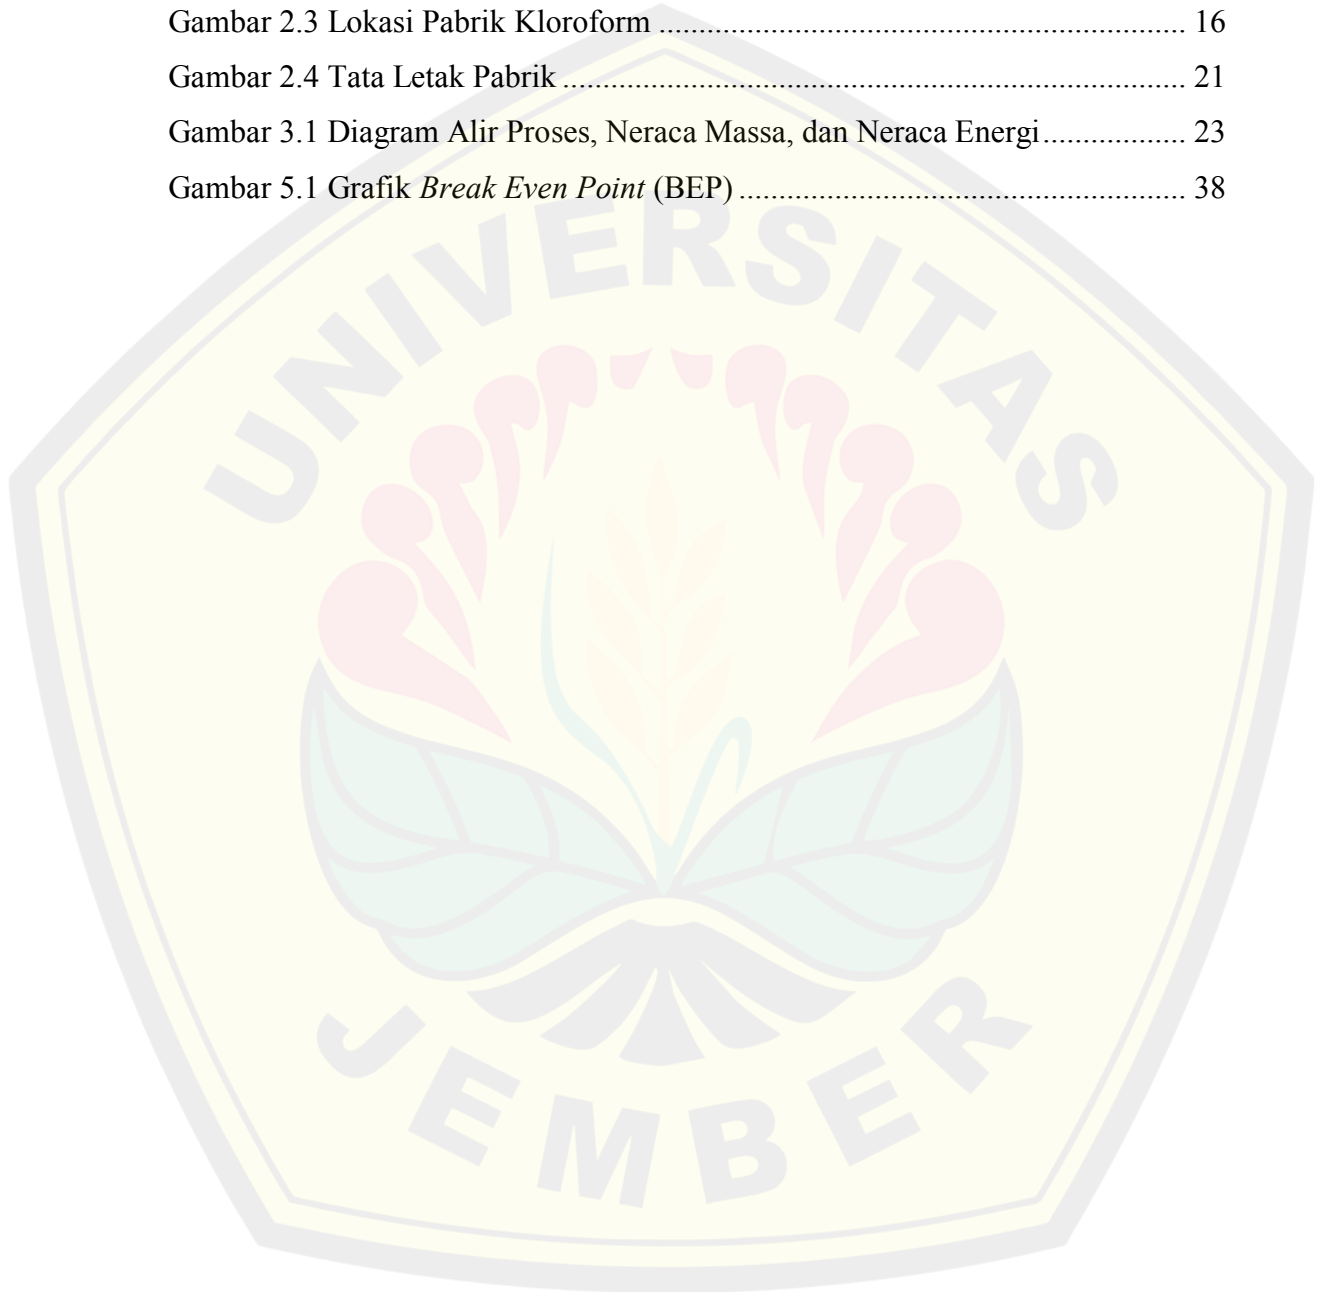 Gambar 2.3 Lokasi Pabrik Kloroform ................................................................ 16
Gambar 2.4 Tata Letak Pabrik ............................................................................ 21
Gambar 3.1 Diagram Alir Proses, Neraca Massa, dan Neraca Energi ................. 23
Gambar 5.1 Grafik Break Even Point (BEP) ....................................................... 38
UNIVERSITAS
JEMBER